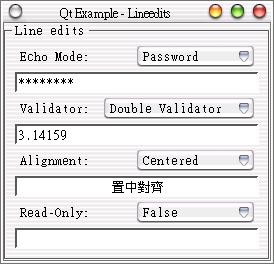 Qt Example - Lineedits
Line edits
Echo Mode: Password
********
Validator: Double Validator
3.14159
Alignment: Centered
置中對齊
Read-Only: False